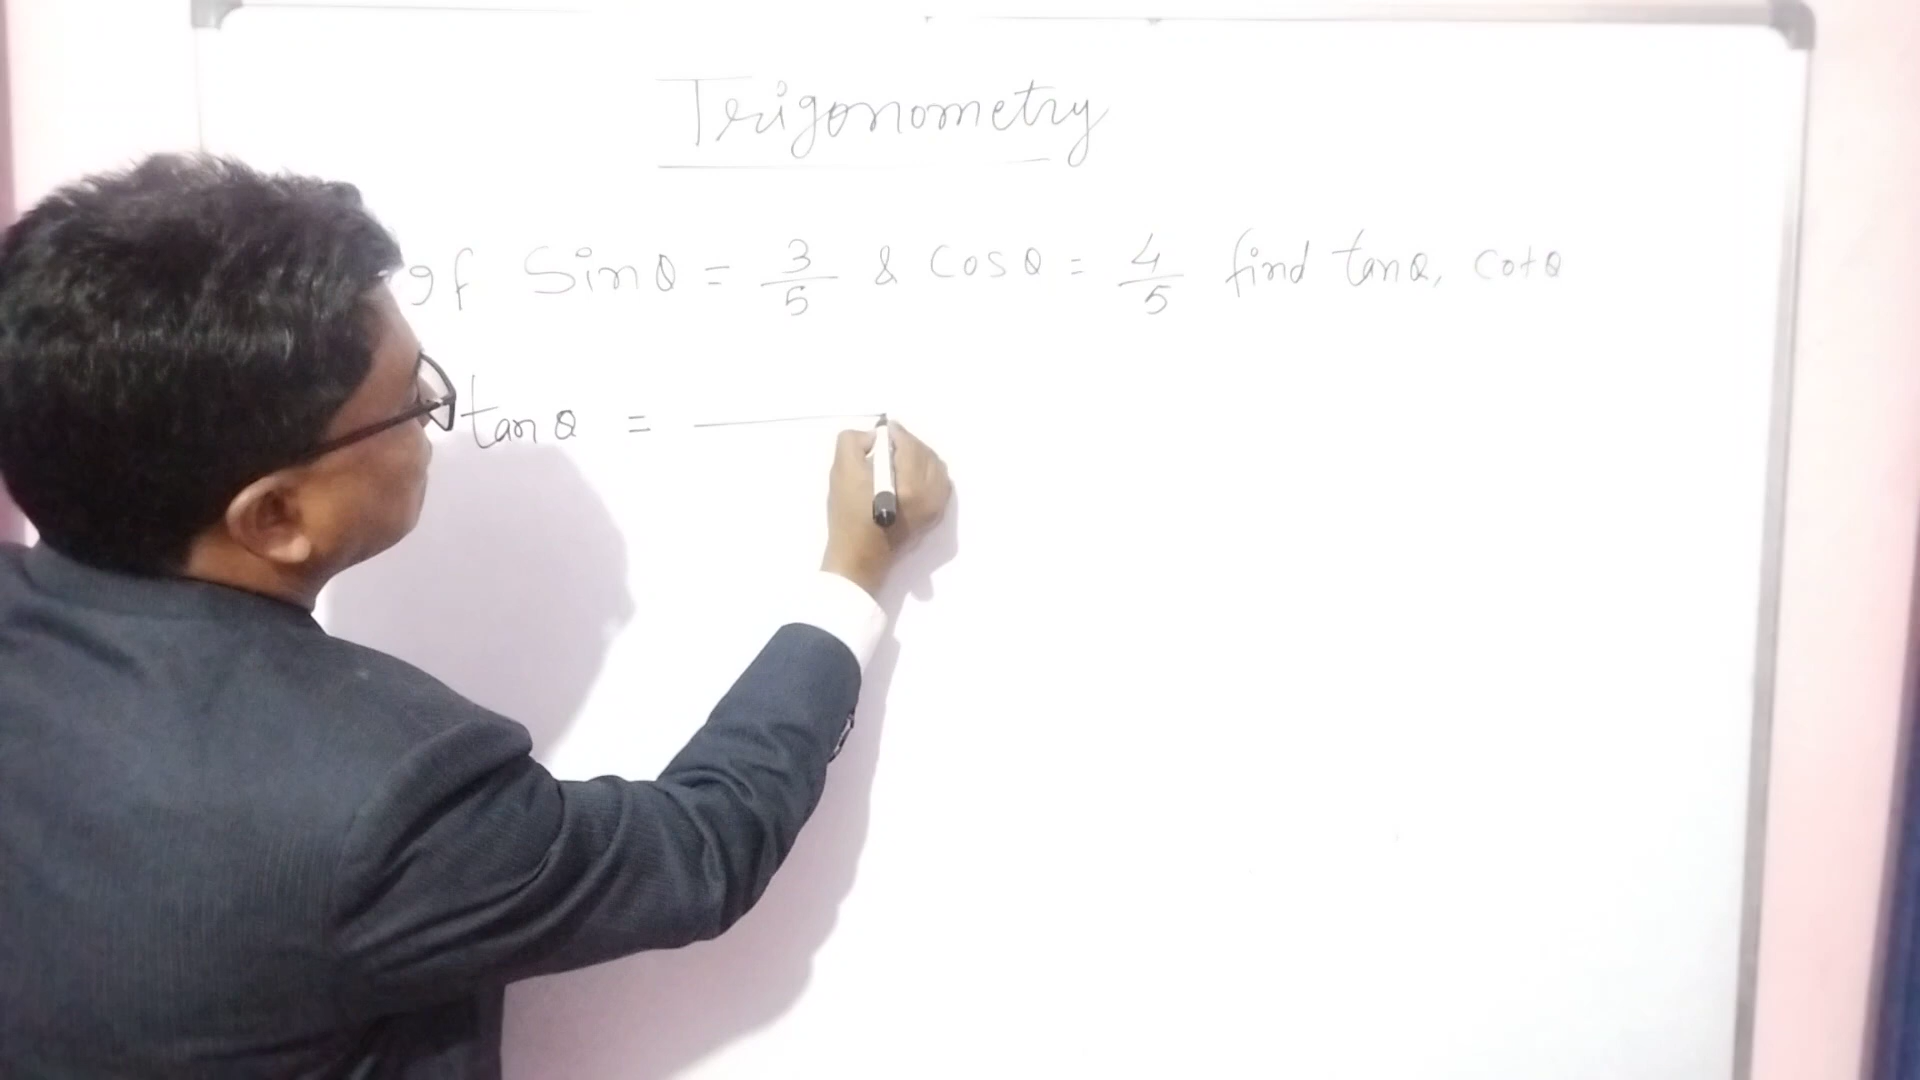 Trigonometry
If Sinθ = 3/5 & Cosθ = 4/5 find tanθ, Cotθ
tanθ =